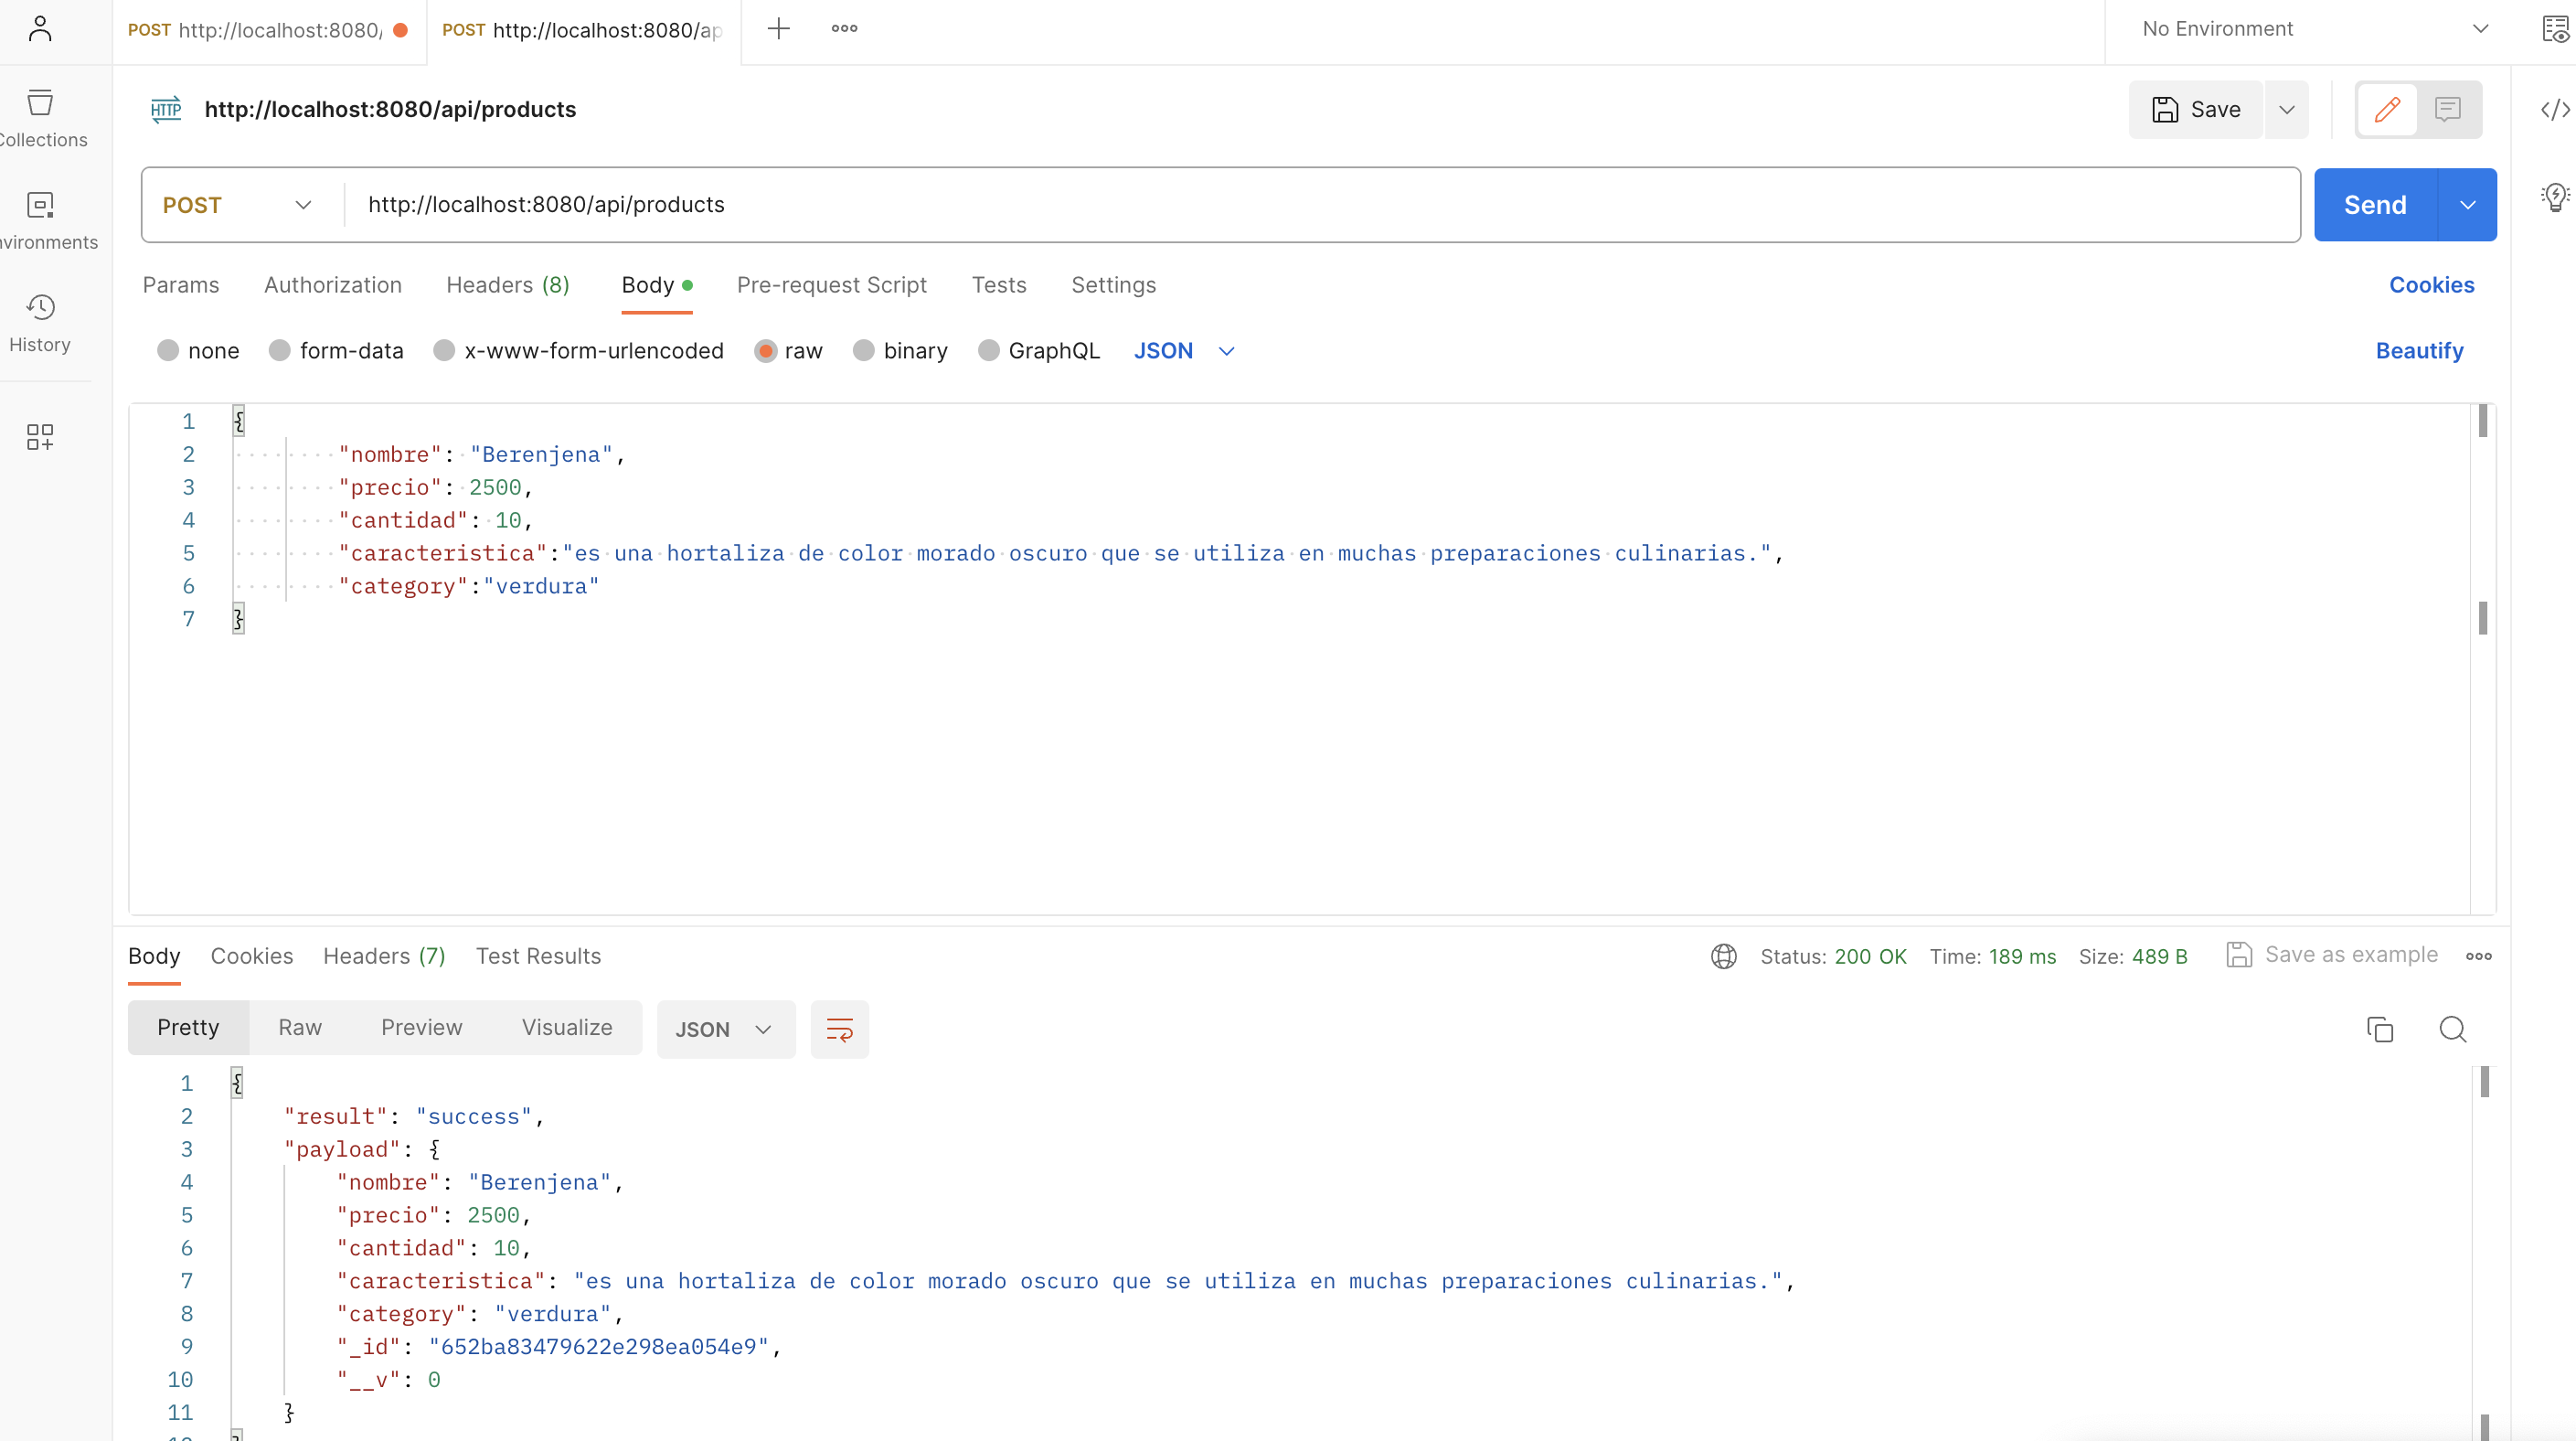 POST http://localhost:8080/
POST http://localhost:8080/ap
No Environment
Collections
HTTP http://localhost:8080/api/products
Save
POST http://localhost:8080/api/products
Send
nvironments
Params Authorization Headers (8) Body Pre-request Script Tests Settings Cookies
History
none form-data x-www-form-urlencoded raw binary GraphQL JSON Beautify
1 {
2 "nombre": "Berenjena",
3 "precio": 2500,
4 "cantidad": 10,
5 "caracteristica":"es una hortaliza de color morado oscuro que se utiliza en muchas preparaciones culinarias.",
6 "category":"verdura"
7 }
Body Cookies Headers (7) Test Results Status: 200 OK Time: 189 ms Size: 489 B Save as example
Pretty Raw Preview Visualize JSON
1 {
2 "result": "success",
3 "payload": {
4 "nombre": "Berenjena",
5 "precio": 2500,
6 "cantidad": 10,
7 "caracteristica": "es una hortaliza de color morado oscuro que se utiliza en muchas preparaciones culinarias.",
8 "category": "verdura",
9 "_id": "652ba83479622e298ea054e9",
10 "__v": 0
11 }